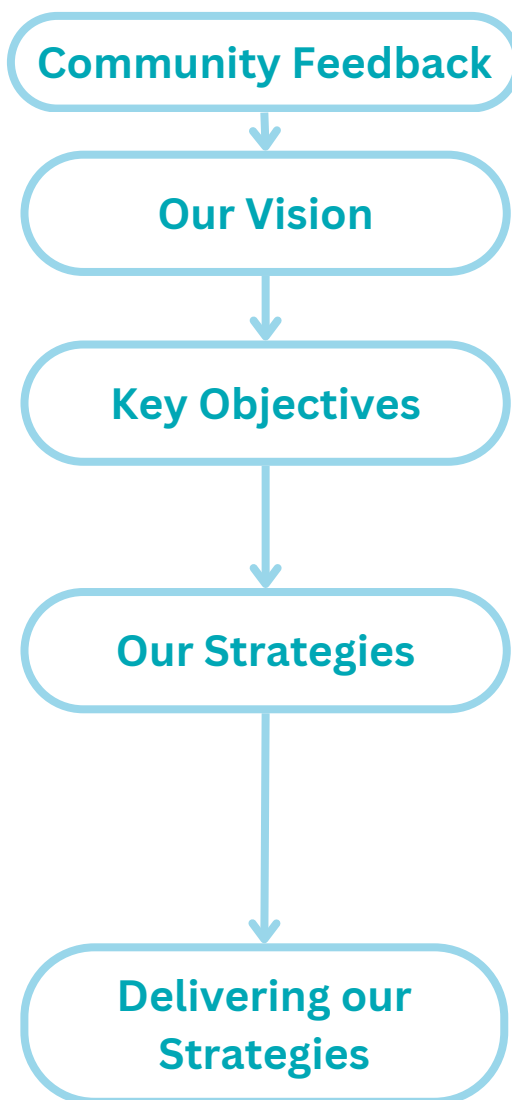 Community Feedback
Our Vision
Key Objectives
Our Strategies
Delivering our
Strategies